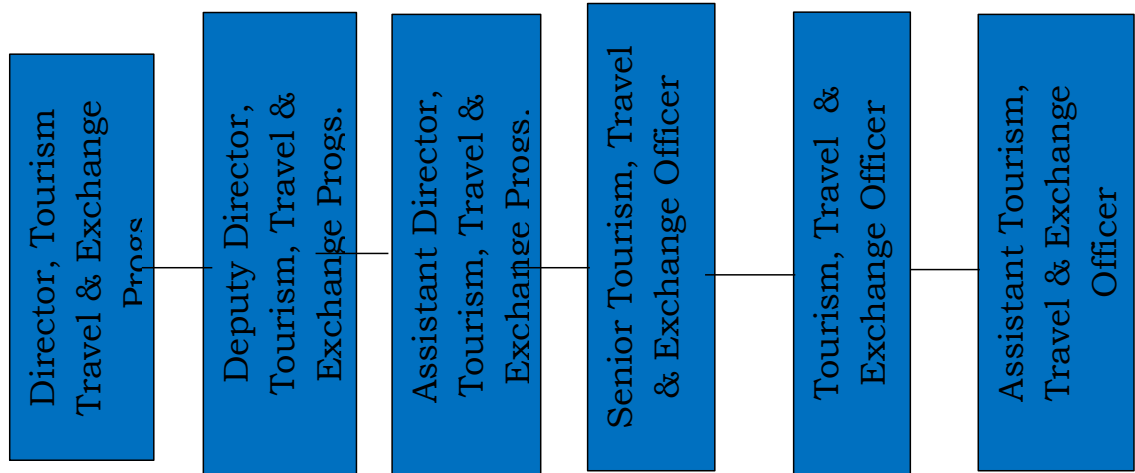 Director, Tourism
Travel & Exchange
Progs
Deputy Director,
Tourism, Travel &
Exchange Progs.
Assistant Director,
Tourism, Travel &
Exchange Progs.
Senior Tourism, Travel
& Exchange Officer
Tourism, Travel &
Exchange Officer
Assistant Tourism,
Travel & Exchange
Officer